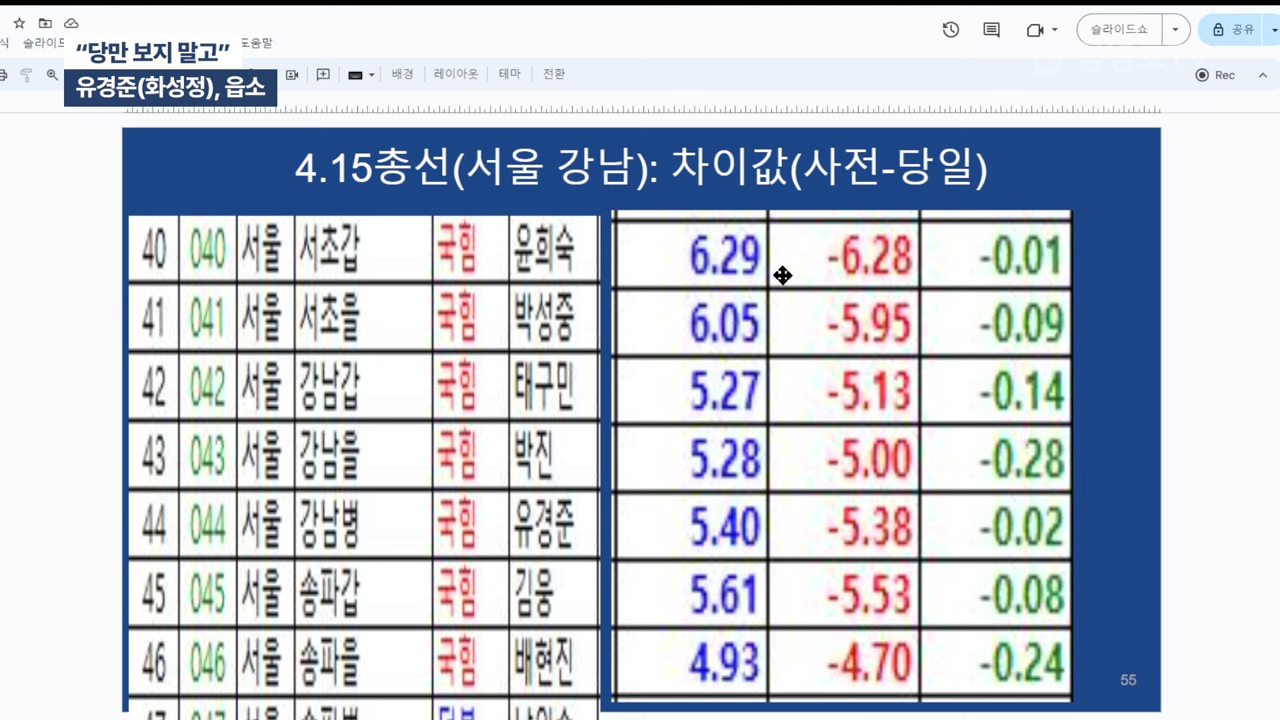 슬라이드쇼
공유
식 슬라이드 도움말
“당만 보지 말고”
유경준(화성정), 읍소
배경 레이아웃 테마 전환
Rec
4.15총선(서울 강남): 차이값(사전-당일)
40 040 서울 서초갑 국힘 윤희숙 6.29 -6.28 -0.01
41 041 서울 서초을 국힘 박성중 6.05 -5.95 -0.09
42 042 서울 강남갑 국힘 태구민 5.27 -5.13 -0.14
43 043 서울 강남을 국힘 박진 5.28 -5.00 -0.28
44 044 서울 강남병 국힘 유경준 5.40 -5.38 -0.02
45 045 서울 송파갑 국힘 김웅 5.61 -5.53 -0.08
46 046 서울 송파을 국힘 배현진 4.93 -4.70 -0.24
55